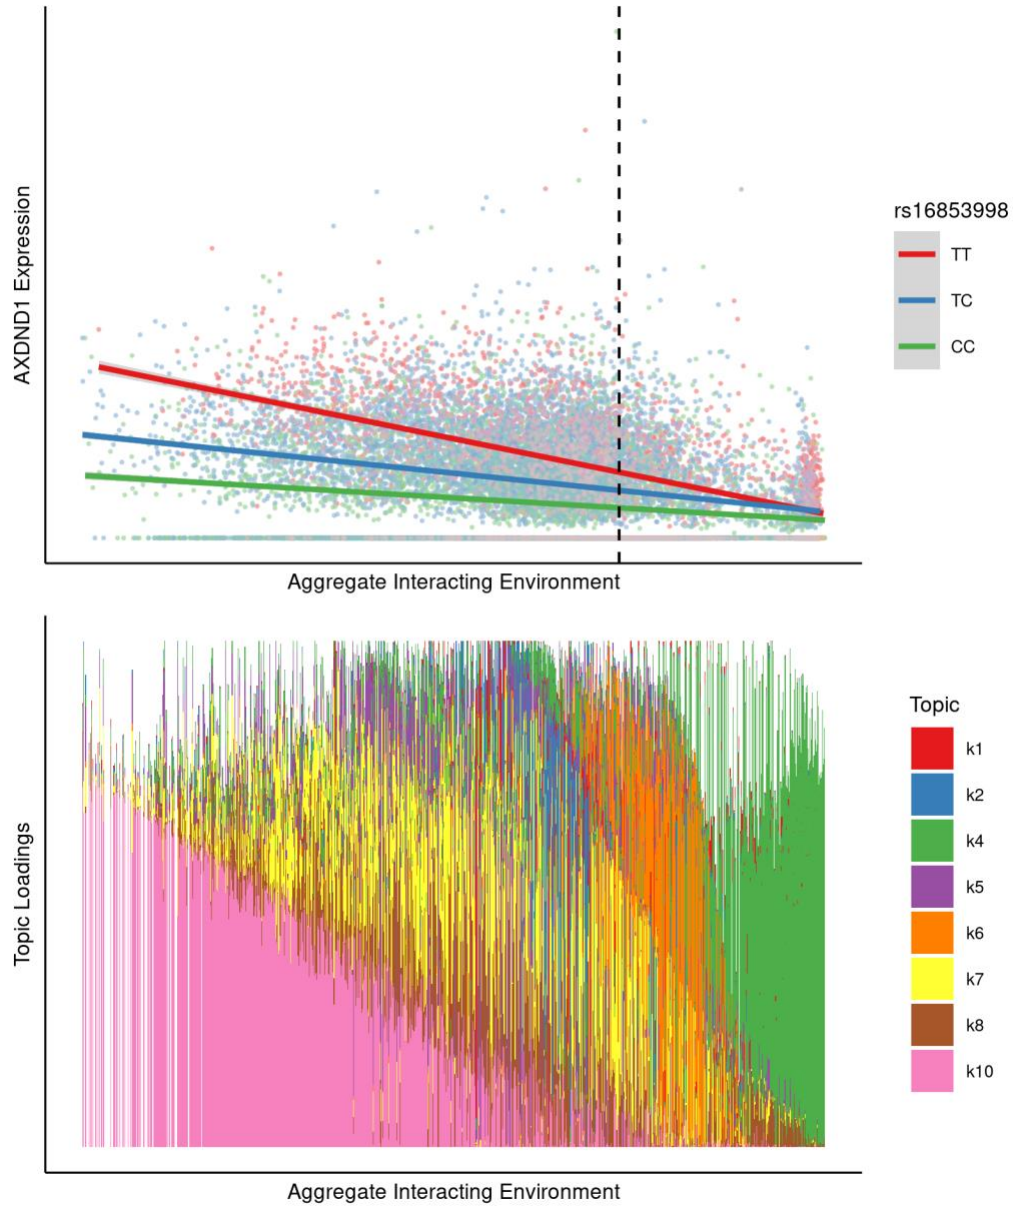 AXDND1 Expression
rs16853998
TT
TC
CC
Aggregate Interacting Environment
Topic Loadings
Topic
k1
k2
k4
k5
k6
k7
k8
k10
Aggregate Interacting Environment